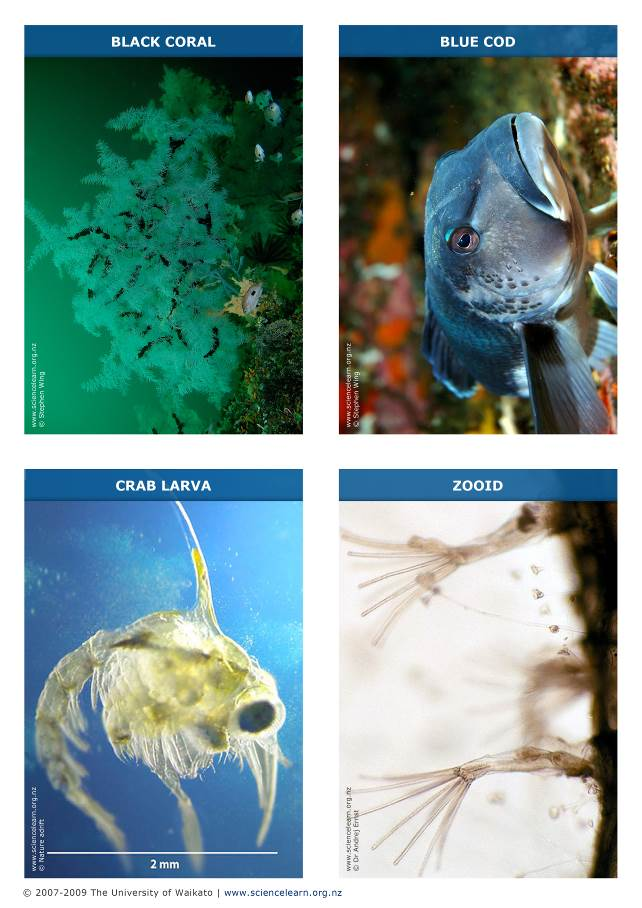 BLACK CORAL
www.sciencelearn.org.nz
© Stephen Wing
BLUE COD
www.sciencelearn.org.nz
© Stephen Wing
CRAB LARVA
www.sciencelearn.org.nz
© Nature adrift
2 mm
ZOOID
www.sciencelearn.org.nz
© Dr Andrej Ernst
© 2007-2009 The University of Waikato | www.sciencelearn.org.nz